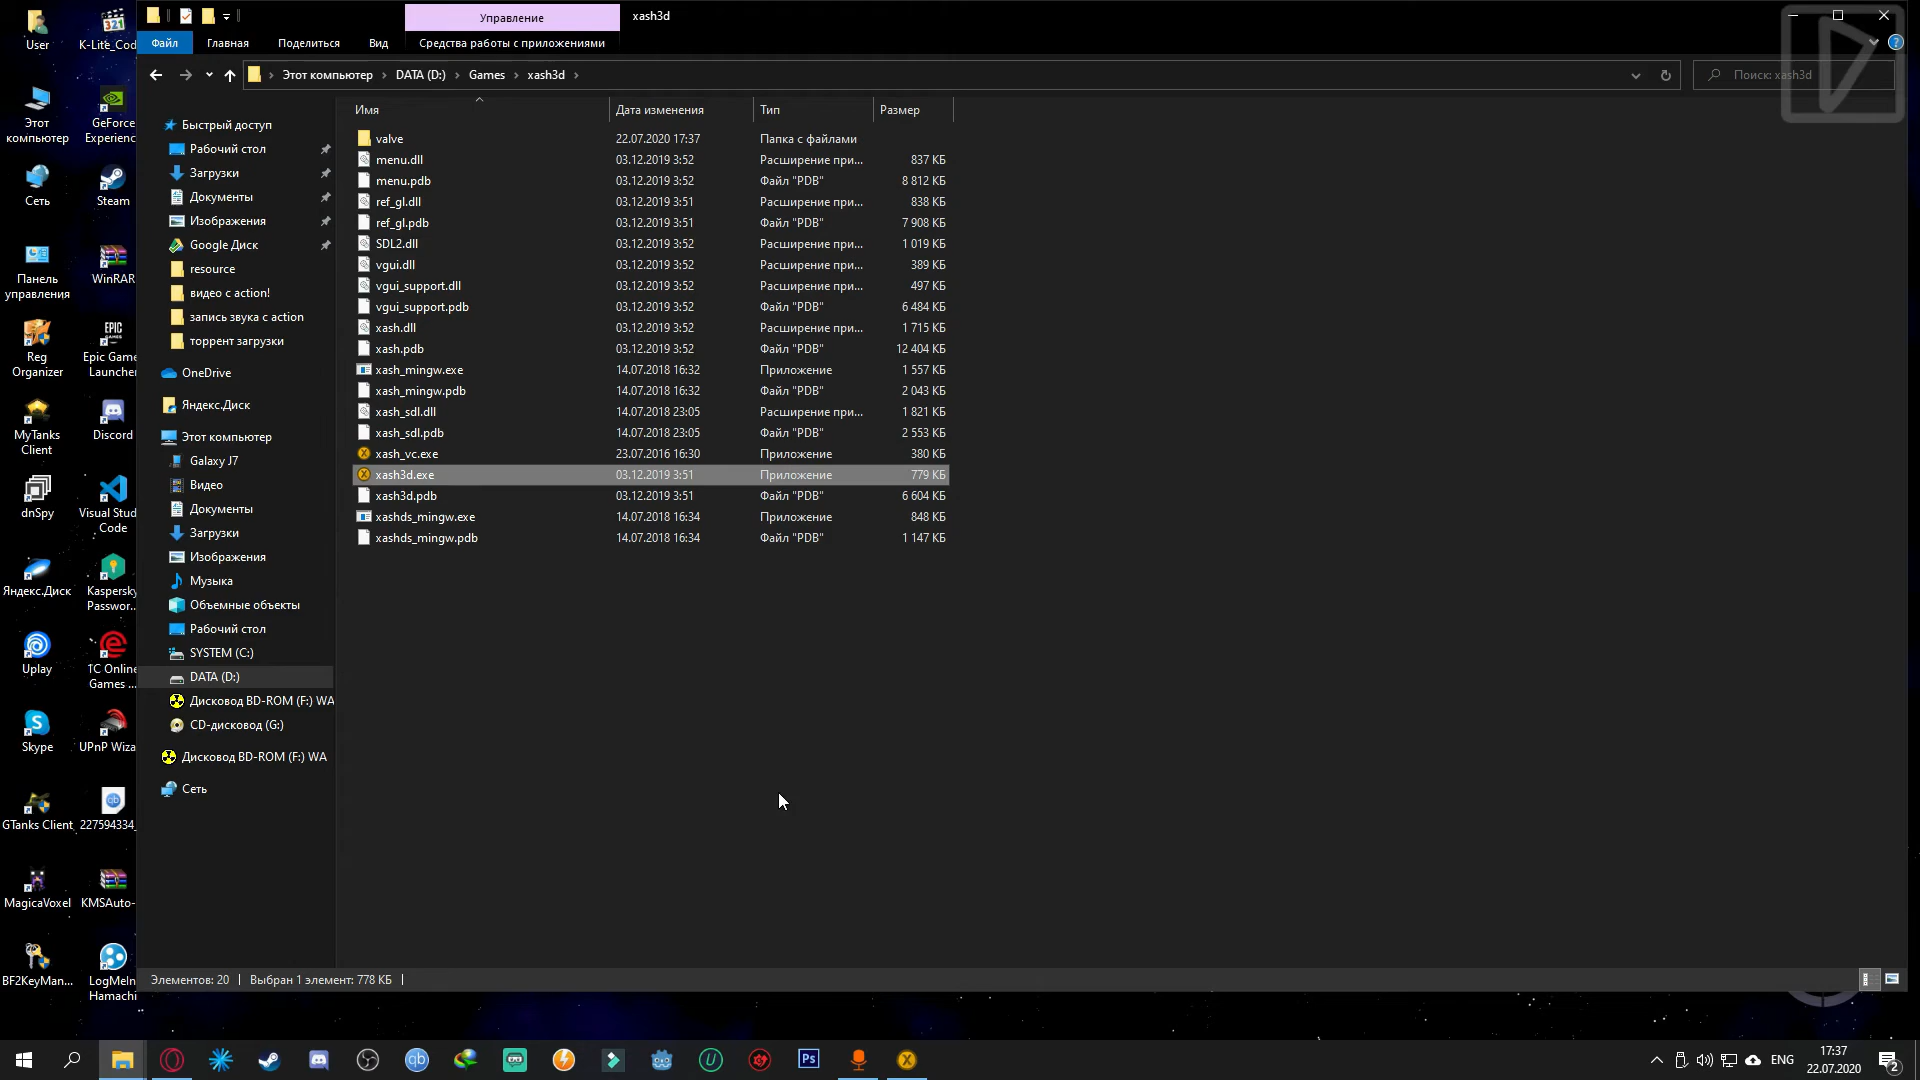 Управление
xash3d
Файл
Главная
Поделиться
Вид
Средства работы с приложениями
Этот компьютер
DATA (D:)
Games
xash3d
Поиск: xash3d
Имя
Дата изменения
Тип
Размер
valve 22.07.2020 17:37 Папка с файлами
menu.dll 03.12.2019 3:52 Расширение при... 837 КБ
menu.pdb 03.12.2019 3:52 Файл "PDB" 8 812 КБ
ref_gl.dll 03.12.2019 3:51 Расширение при... 838 КБ
ref_gl.pdb 03.12.2019 3:51 Файл "PDB" 7 908 КБ
SDL2.dll 03.12.2019 3:52 Расширение при... 1 019 КБ
vgui.dll 03.12.2019 3:52 Расширение при... 389 КБ
vgui_support.dll 03.12.2019 3:52 Расширение при... 497 КБ
vgui_support.pdb 03.12.2019 3:52 Файл "PDB" 6 484 КБ
xash.dll 03.12.2019 3:52 Расширение при... 1 715 КБ
xash.pdb 03.12.2019 3:52 Файл "PDB" 12 404 КБ
xash_mingw.exe 14.07.2018 16:32 Приложение 1 557 КБ
xash_mingw.pdb 14.07.2018 16:32 Файл "PDB" 2 043 КБ
xash_sdl.dll 14.07.2018 23:05 Расширение при... 1 821 КБ
xash_sdl.pdb 14.07.2018 23:05 Файл "PDB" 2 553 КБ
xash_vc.exe 23.07.2016 16:30 Приложение 380 КБ
xash3d.exe 03.12.2019 3:51 Приложение 779 КБ
xash3d.pdb 03.12.2019 3:51 Файл "PDB" 6 604 КБ
xashds_mingw.exe 14.07.2018 16:34 Приложение 848 КБ
xashds_mingw.pdb 14.07.2018 16:34 Файл "PDB" 1 147 КБ
Быстрый доступ
Рабочий стол
Загрузки
Документы
Изображения
Google Диск
resource
видео с action!
запись звука с action
торрент загрузки
OneDrive
Яндекс.Диск
Этот компьютер
Galaxy J7
Видео
Документы
Загрузки
Изображения
Музыка
Объемные объекты
Рабочий стол
SYSTEM (C:)
DATA (D:)
Дисковод BD-ROM (F:) WA
CD-дисковод (G:)
Дисковод BD-ROM (F:) WA
Сеть
Элементов: 20
Выбран 1 элемент: 778 КБ
User
K-Lite_Cod
Этот
компьютер
GeForce
Experienc
Сеть
Steam
Панель
управления
WinRAR
Reg
Organizer
EPIC
GAMES
Epic Game
Launcher
MyTanks
Client
Discord
dnSpy
Visual Stud
Code
Яндекс.Диск
Kaspersky
Passwor...
Uplay
1C Online
Games ...
Skype
UPnP Wiza
GTanks Client
227594334_
MagicaVoxel
KMSAuto-
BF2KeyMan...
LogMeIn
Hamachi
321
qb
Ps
ENG
17:37
22.07.2020
2